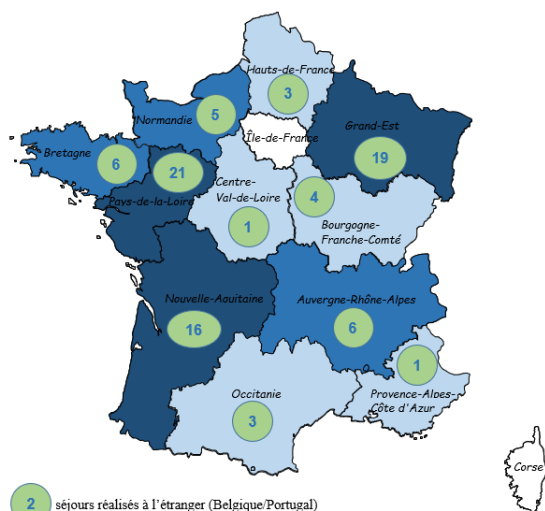 Hauts-de-France
3
Normandie
5
Île-de-France
Grand-Est
19
Bretagne
6
21
Pays-de-la-Loire
Centre-
Val-de-Loire
1
4
Bourgogne-
Franche-Comté
Nouvelle-Aquitaine
16
Auvergne-Rhône-Alpes
6
1
Provence-Alpes-
Côte d'Azur
Occitanie
3
Corse
2 séjours réalisés à l'étranger (Belgique/Portugal)